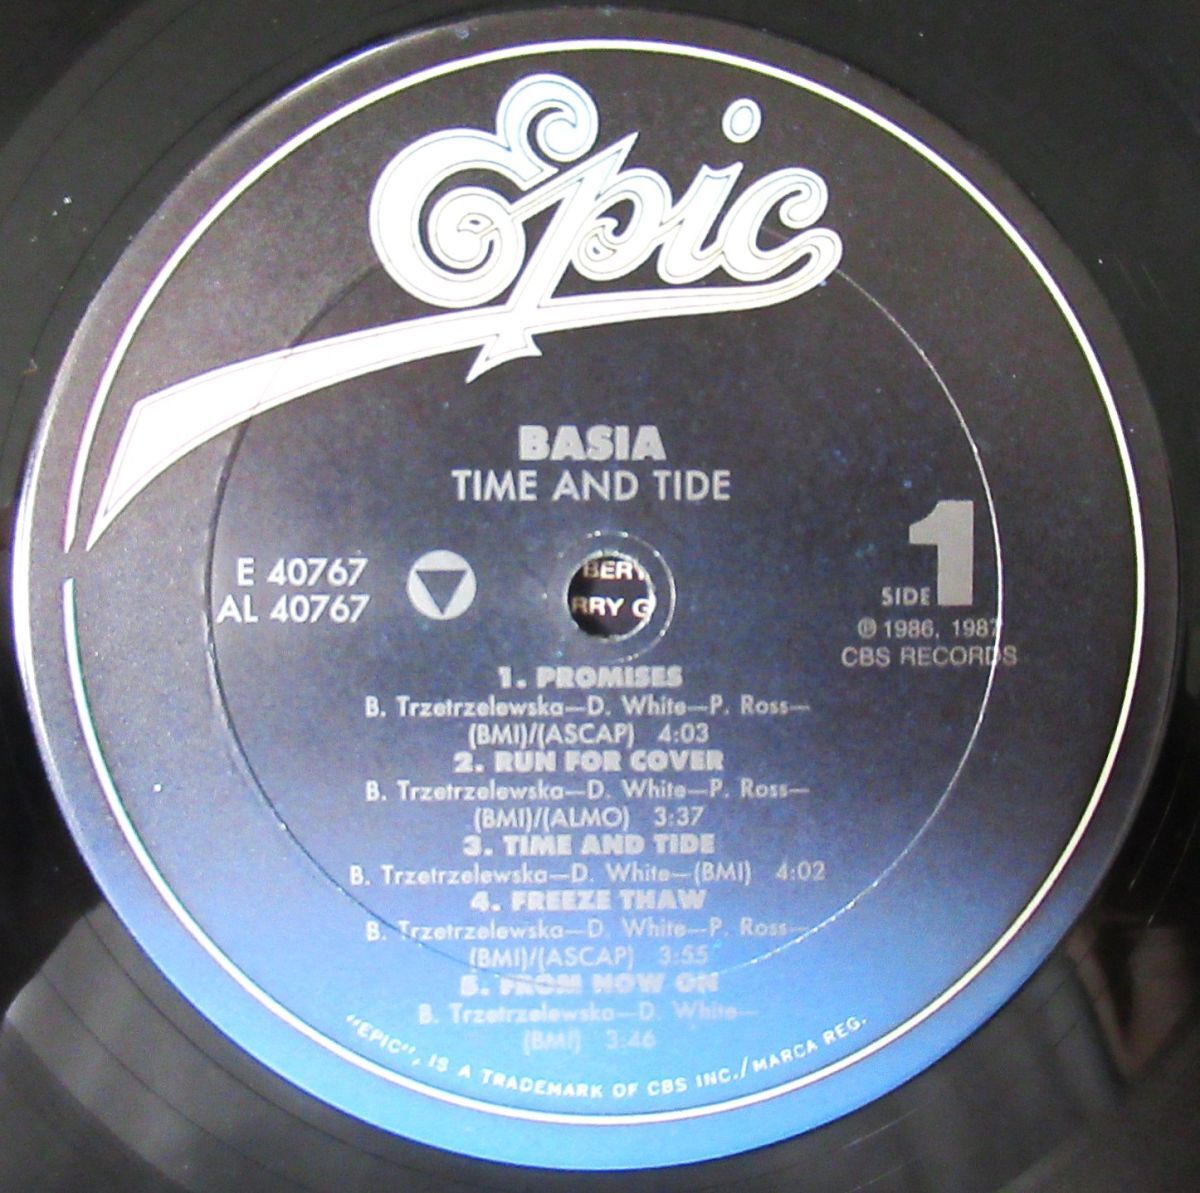 Epic
BASIA
TIME AND TIDE
E 40767
AL 40767
1
SIDE
℗ 1986, 1987
CBS RECORDS
BER
RRY G
1. PROMISES
B. Trzetrzelewska—D. White—P. Ross—
(BMI)/(ASCAP) 4:03
2. RUN FOR COVER
B. Trzetrzelewska—D. White—P. Ross—
(BMI)/(ALMO) 3:37
3. TIME AND TIDE
B. Trzetrzelewska—D. White—(BMI) 4:02
4. FREEZE THAW
B. Trzetrzelewska—D. White—P. Ross—
(BMI)/(ASCAP) 3:55
5. FROM NOW ON
B. Trzetrzelewska—D. White—
(BMI) 3:46
"EPIC", IS A TRADEMARK OF CBS INC./MARCA REG.